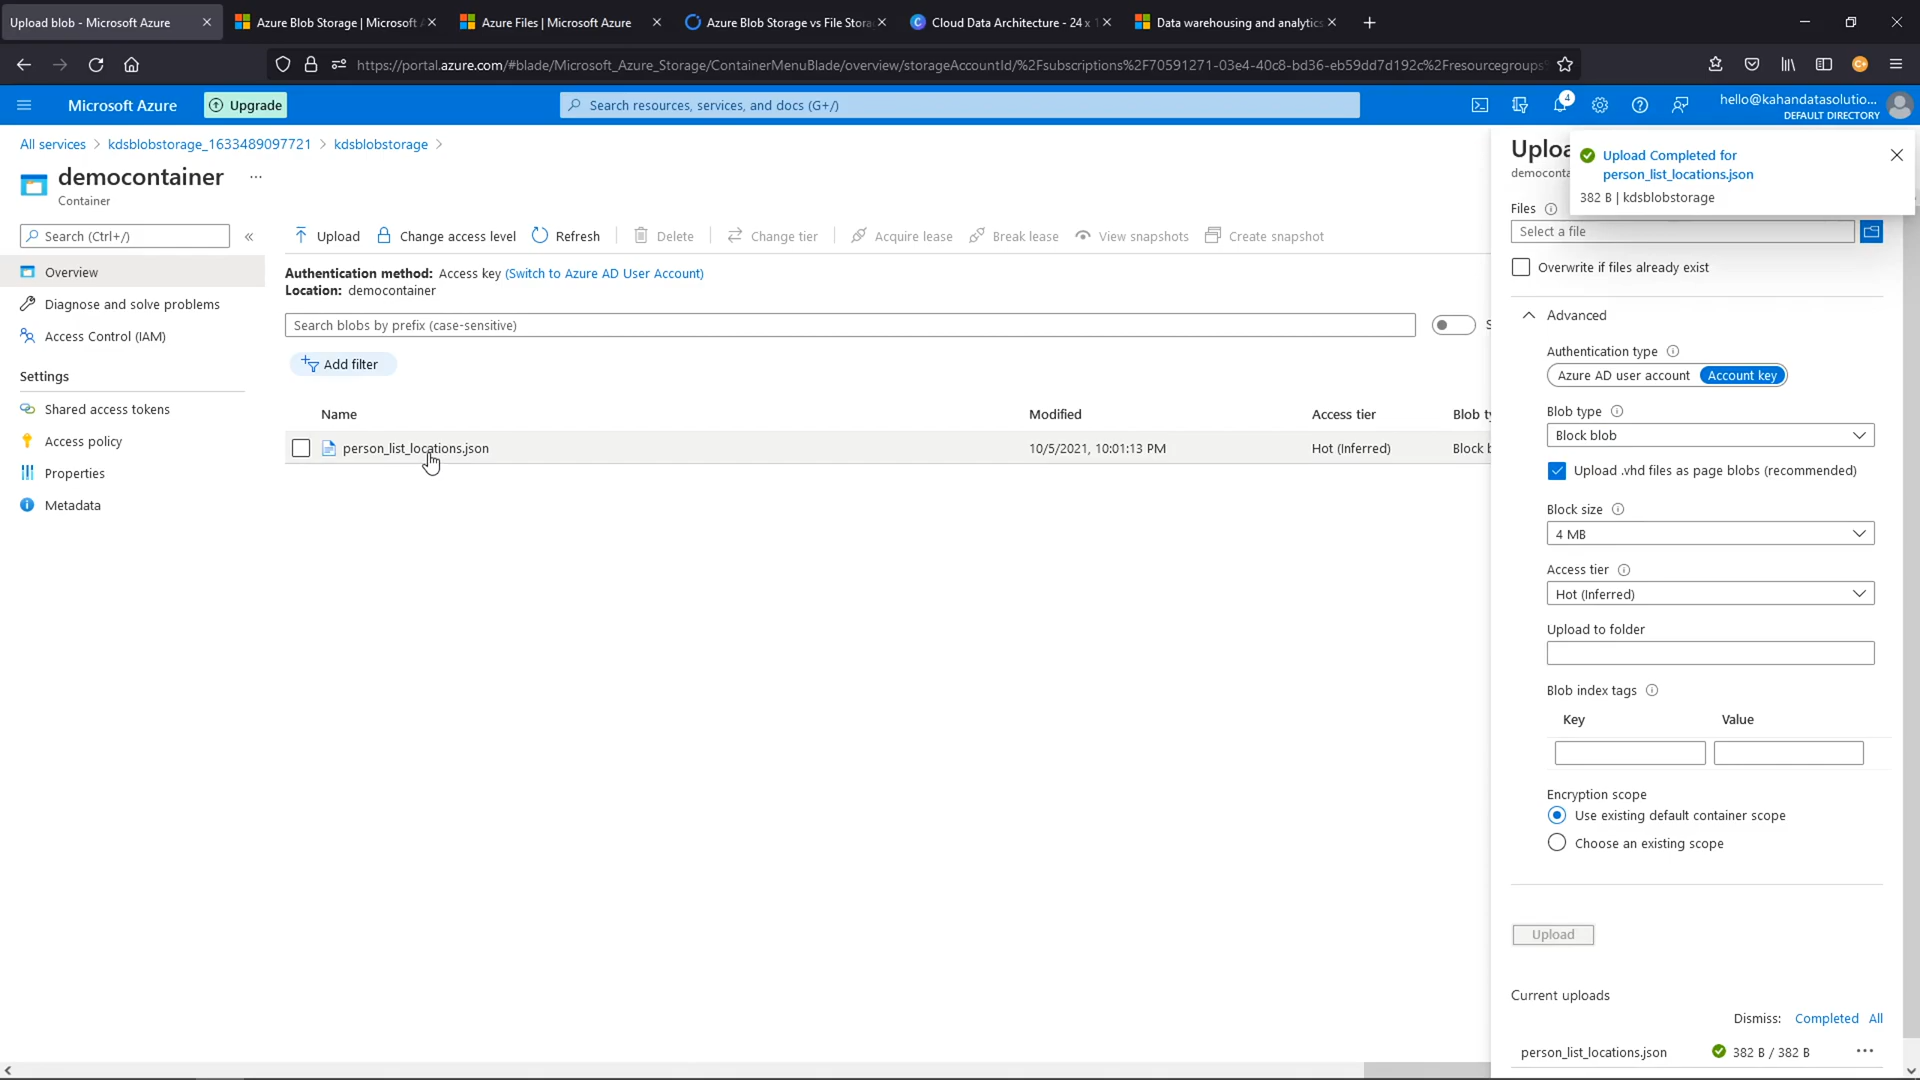 Upload blob - Microsoft Azure
Azure Blob Storage | Microsoft A
Azure Files | Microsoft Azure
Azure Blob Storage vs File Stora
Cloud Data Architecture - 24 x 1
Data warehousing and analytics
https://portal.azure.com/#blade/Microsoft_Azure_Storage/ContainerMenuBlade/overview/storageAccountId/%2Fsubscriptions%2F70591271-03e4-40c8-bd36-eb59dd7d192c%2Fresourcegroups%
Microsoft Azure
Upgrade
Search resources, services, and docs (G+/)
4
hello@kahandatasolutio...
DEFAULT DIRECTORY
All services > kdsblobstorage_1633489097721 > kdsblobstorage >
democontainer
...
Container
Search (Ctrl+/)
«
Overview
Diagnose and solve problems
Access Control (IAM)
Settings
Shared access tokens
Access policy
Properties
Metadata
Upload
Change access level
Refresh
Delete
Change tier
Acquire lease
Break lease
View snapshots
Create snapshot
Authentication method: Access key (Switch to Azure AD User Account)
Location: democontainer
Search blobs by prefix (case-sensitive)
S
Add filter
Name Modified Access tier Blob ty
person_list_locations.json 10/5/2021, 10:01:13 PM Hot (Inferred) Block b
Uploa
democonta
Upload Completed for
person_list_locations.json
382 B | kdsblobstorage
Files
Select a file
Overwrite if files already exist
Advanced
Authentication type
Azure AD user account Account key
Blob type
Block blob
Upload .vhd files as page blobs (recommended)
Block size
4 MB
Access tier
Hot (Inferred)
Upload to folder
Blob index tags
Key Value
Encryption scope
Use existing default container scope
Choose an existing scope
Upload
Current uploads
Dismiss: Completed All
person_list_locations.json 382 B / 382 B ...